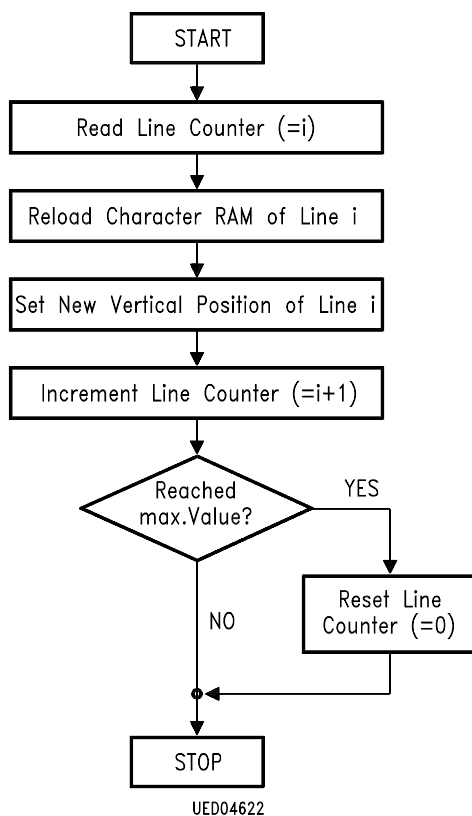 START
Read Line Counter (=i)
Reload Character RAM of Line i
Set New Vertical Position of Line i
Increment Line Counter (=i+1)
Reached
max.Value?
YES
Reset Line
Counter (=0)
NO
STOP
UED04622